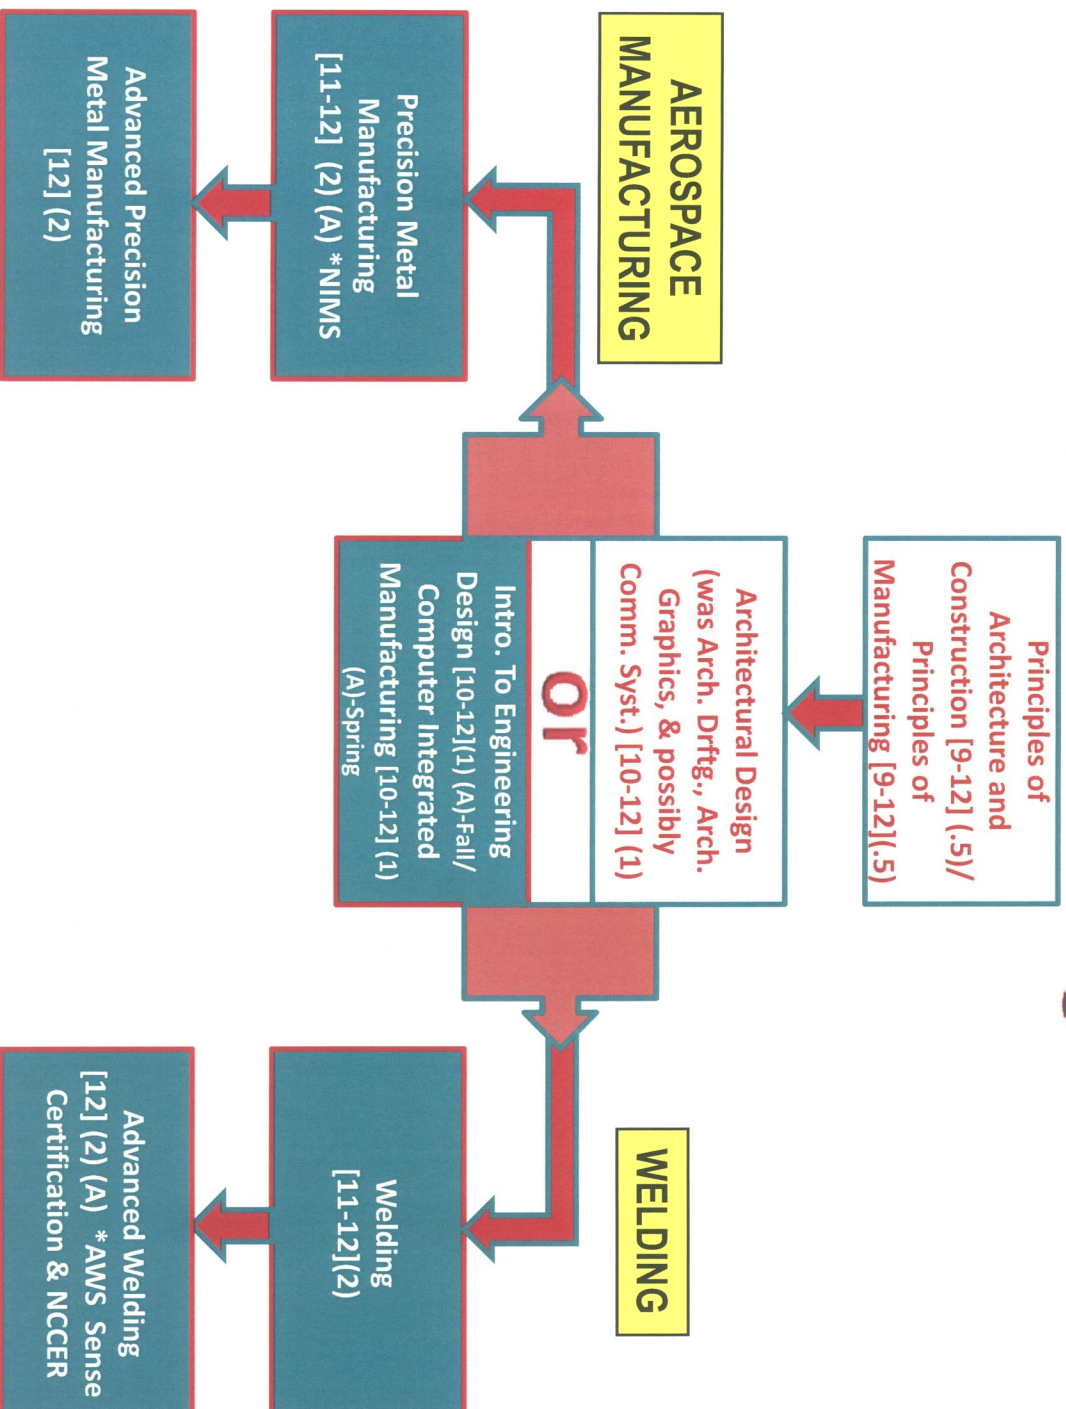 Principles of
Architecture and
Construction [9-12] (.5)/
Principles of
Manufacturing [9-12](.5)
AEROSPACE
MANUFACTURING
Architectural Design
(was Arch. Drftg., Arch.
Graphics, & possibly
Comm. Syst.) [10-12] (1)
Or
Intro. To Engineering
Design [10-12](1) (A)-Fall/
Computer Integrated
Manufacturing [10-12] (1)
(A)-Spring
WELDING
Precision Metal
Manufacturing
[11-12] (2) (A) *NIMS
Welding
[11-12](2)
Advanced Precision
Metal Manufacturing
[12] (2)
Advanced Welding
[12] (2) (A) *AWS Sense
Certification & NCCER